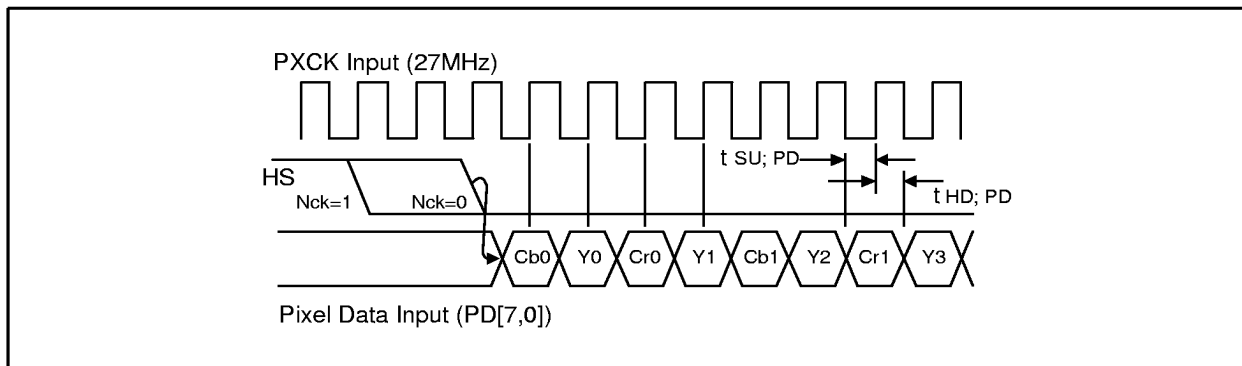 PXCK Input (27MHz)
t SU; PD
HS
Nck=1
Nck=0
t HD; PD
Cb0 Y0 Cr0 Y1 Cb1 Y2 Cr1 Y3
Pixel Data Input (PD[7,0])